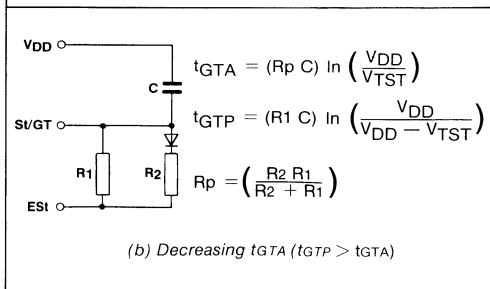 VDD
C
tGTA = (Rp C) ln (VDD / VTST)
St/GT
tGTP = (R1 C) ln (VDD / VDD – VTST)
R1
R2
Rp = (R2 R1 / R2 + R1)
ESt
(b) Decreasing tGTA (tGTP > tGTA)